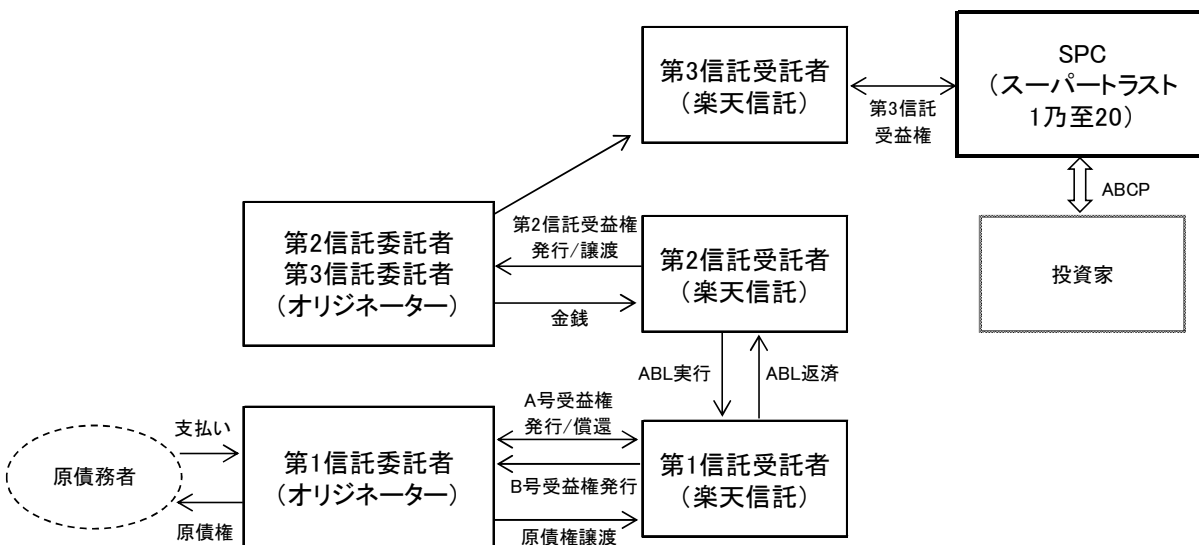 第3信託受託者
（楽天信託）
第3信託
受益権
SPC
（スーパートラスト
1乃至20）
ABCP
投資家
第2信託委託者
第3信託委託者
（オリジネーター）
第2信託受益権
発行/譲渡
金銭
第2信託受託者
（楽天信託）
ABL実行
ABL返済
原債務者
支払い
原債権
第1信託委託者
（オリジネーター）
A号受益権
発行/償還
B号受益権発行
原債権譲渡
第1信託受託者
（楽天信託）